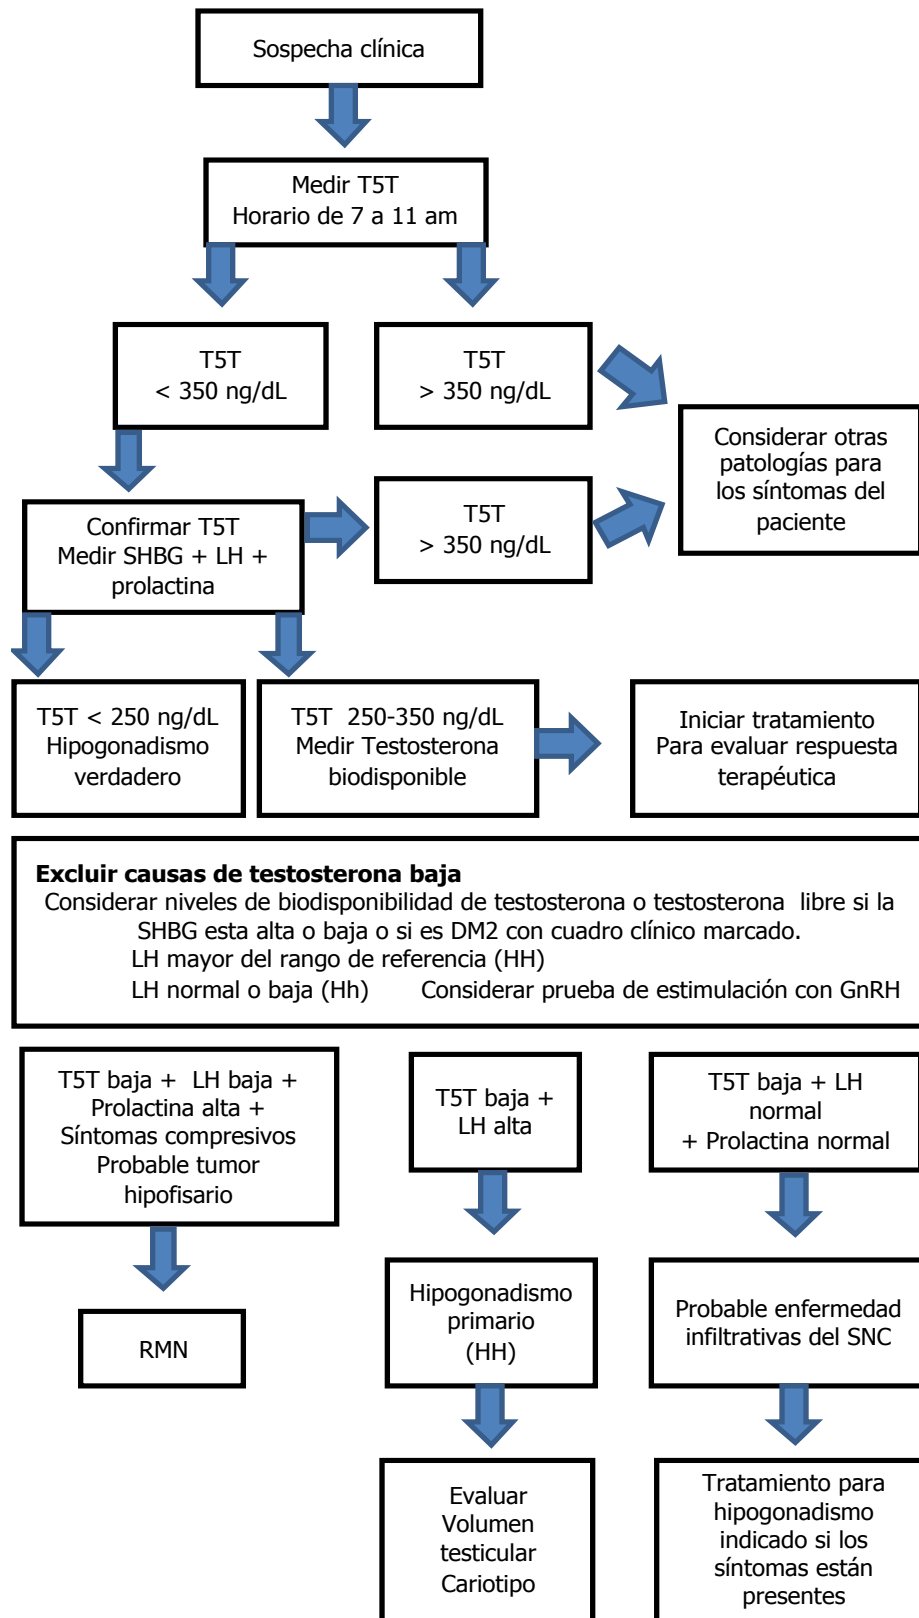 Sospecha clínica
Medir T5T
Horario de 7 a 11 am
T5T
< 350 ng/dL
T5T
> 350 ng/dL
Considerar otras
patologías para
los síntomas del
paciente
Confirmar T5T
Medir SHBG + LH +
prolactina
T5T
> 350 ng/dL
T5T < 250 ng/dL
Hipogonadismo
verdadero
T5T 250-350 ng/dL
Medir Testosterona
biodisponible
Iniciar tratamiento
Para evaluar respuesta
terapéutica
Excluir causas de testosterona baja
Considerar niveles de biodisponibilidad de testosterona o testosterona libre si la
SHBG esta alta o baja o si es DM2 con cuadro clínico marcado.
LH mayor del rango de referencia (HH)
LH normal o baja (Hh) Considerar prueba de estimulación con GnRH
T5T baja + LH baja +
Prolactina alta +
Síntomas compresivos
Probable tumor
hipofisario
T5T baja +
LH alta
T5T baja + LH
normal
+ Prolactina normal
RMN
Hipogonadismo
primario
(HH)
Probable enfermedad
infiltrativas del SNC
Evaluar
Volumen
testicular
Cariotipo
Tratamiento para
hipogonadismo
indicado si los
síntomas están
presentes